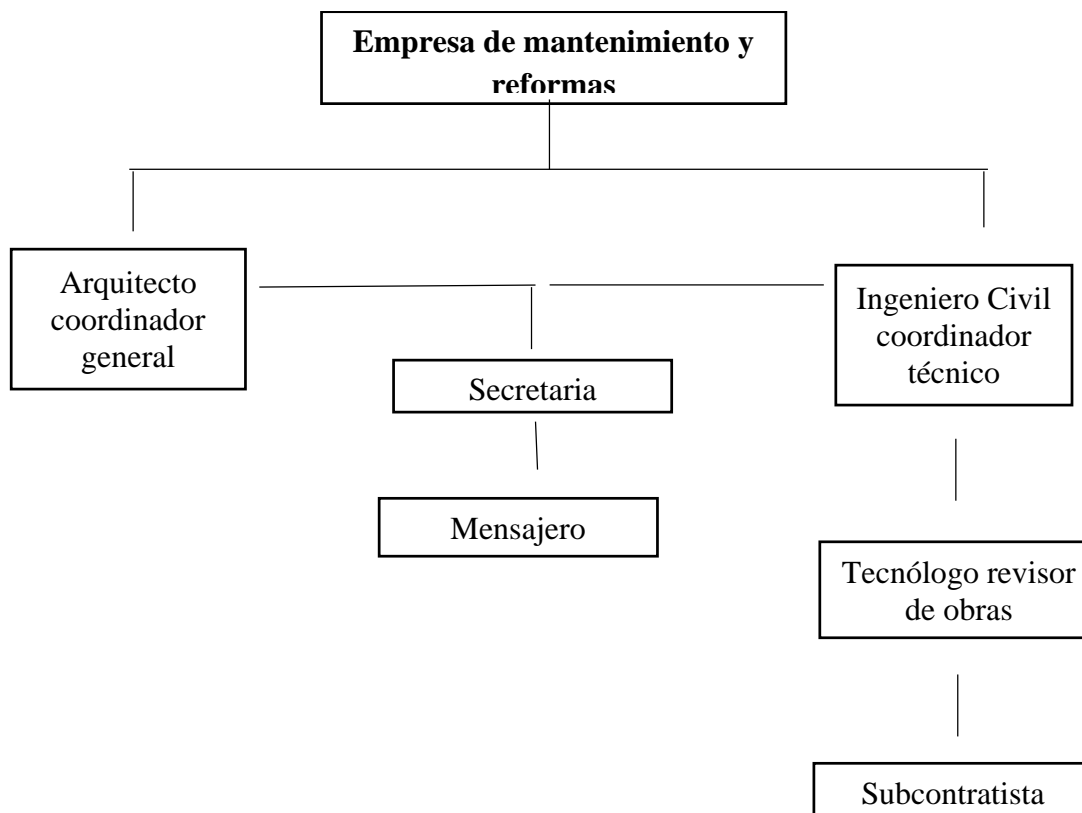 Empresa de mantenimiento y
reformas
Arquitecto
coordinador
general
Ingeniero Civil
coordinador
técnico
Secretaria
Mensajero
Tecnólogo revisor
de obras
Subcontratista